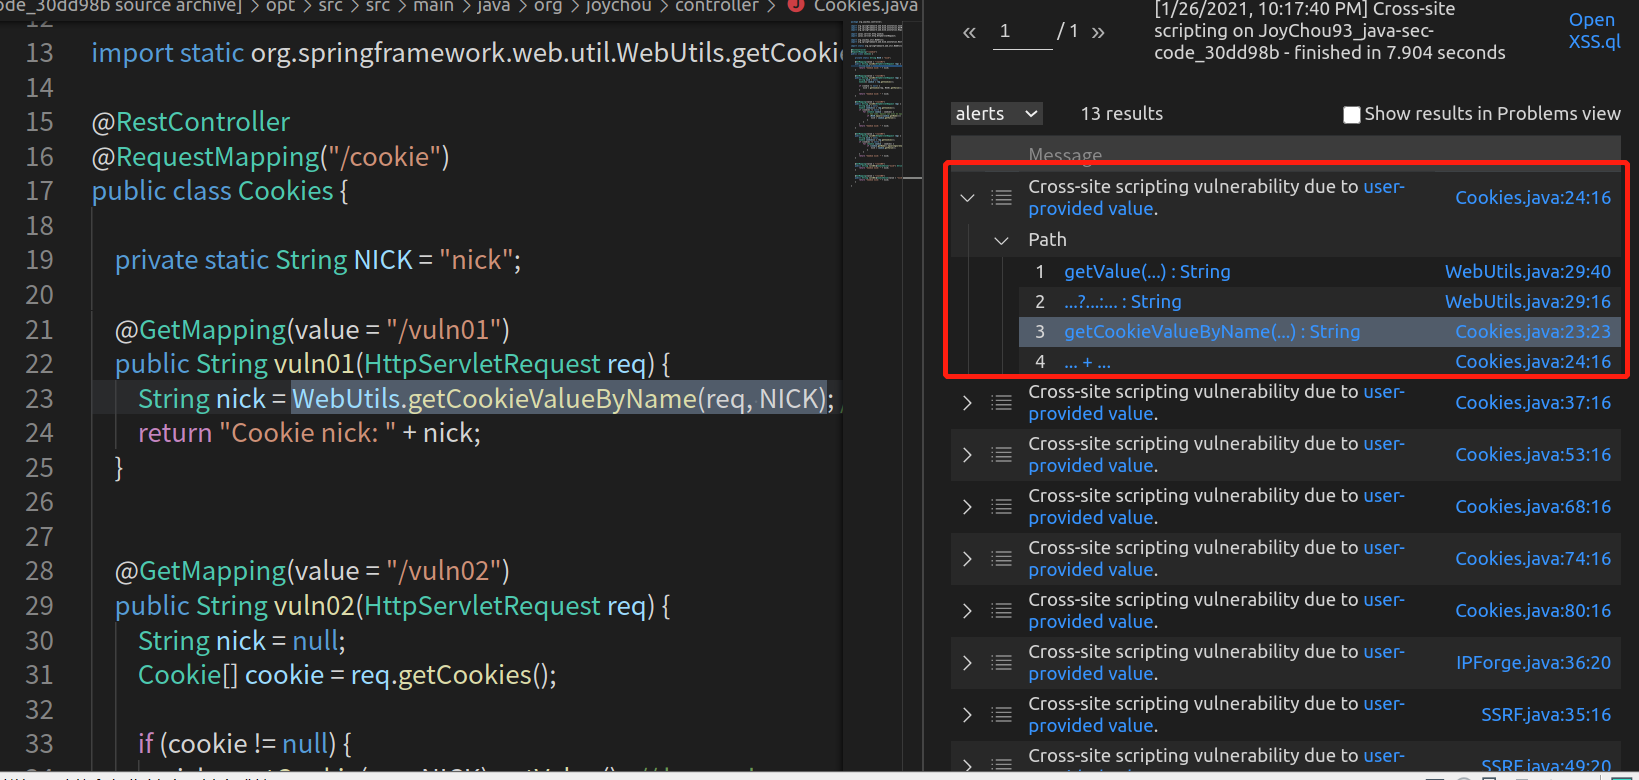 ode_30dd98b source archive] > opt > src > src > main > java > org > joychou > controller > J Cookies.java
12
13 import static org.springframework.web.util.WebUtils.getCookie
14
15 @RestController
16 @RequestMapping("/cookie")
17 public class Cookies {
18
19 private static String NICK = "nick";
20
21 @GetMapping(value = "/vuln01")
22 public String vuln01(HttpServletRequest req) {
23 String nick = WebUtils.getCookieValueByName(req, NICK); /
24 return "Cookie nick: " + nick;
25 }
26
27
28 @GetMapping(value = "/vuln02")
29 public String vuln02(HttpServletRequest req) {
30 String nick = null;
31 Cookie[] cookie = req.getCookies();
32
33 if (cookie != null) {
« 1 / 1 »
[1/26/2021, 10:17:40 PM] Cross-site
scripting on JoyChou93_java-sec-
code_30dd98b - finished in 7.904 seconds
Open
XSS.ql
alerts 13 results Show results in Problems view
Message
Cross-site scripting vulnerability due to user-
provided value. Cookies.java:24:16
Path
1 getValue(...) : String WebUtils.java:29:40
2 ...?...:... : String WebUtils.java:29:16
3 getCookieValueByName(...) : String Cookies.java:23:23
4 ... + ... Cookies.java:24:16
Cross-site scripting vulnerability due to user-
provided value. Cookies.java:37:16
Cross-site scripting vulnerability due to user-
provided value. Cookies.java:53:16
Cross-site scripting vulnerability due to user-
provided value. Cookies.java:68:16
Cross-site scripting vulnerability due to user-
provided value. Cookies.java:74:16
Cross-site scripting vulnerability due to user-
provided value. Cookies.java:80:16
Cross-site scripting vulnerability due to user-
provided value. IPForge.java:36:20
Cross-site scripting vulnerability due to user-
provided value. SSRF.java:35:16
Cross-site scripting vulnerability due to user-
SSRF.java:49:20